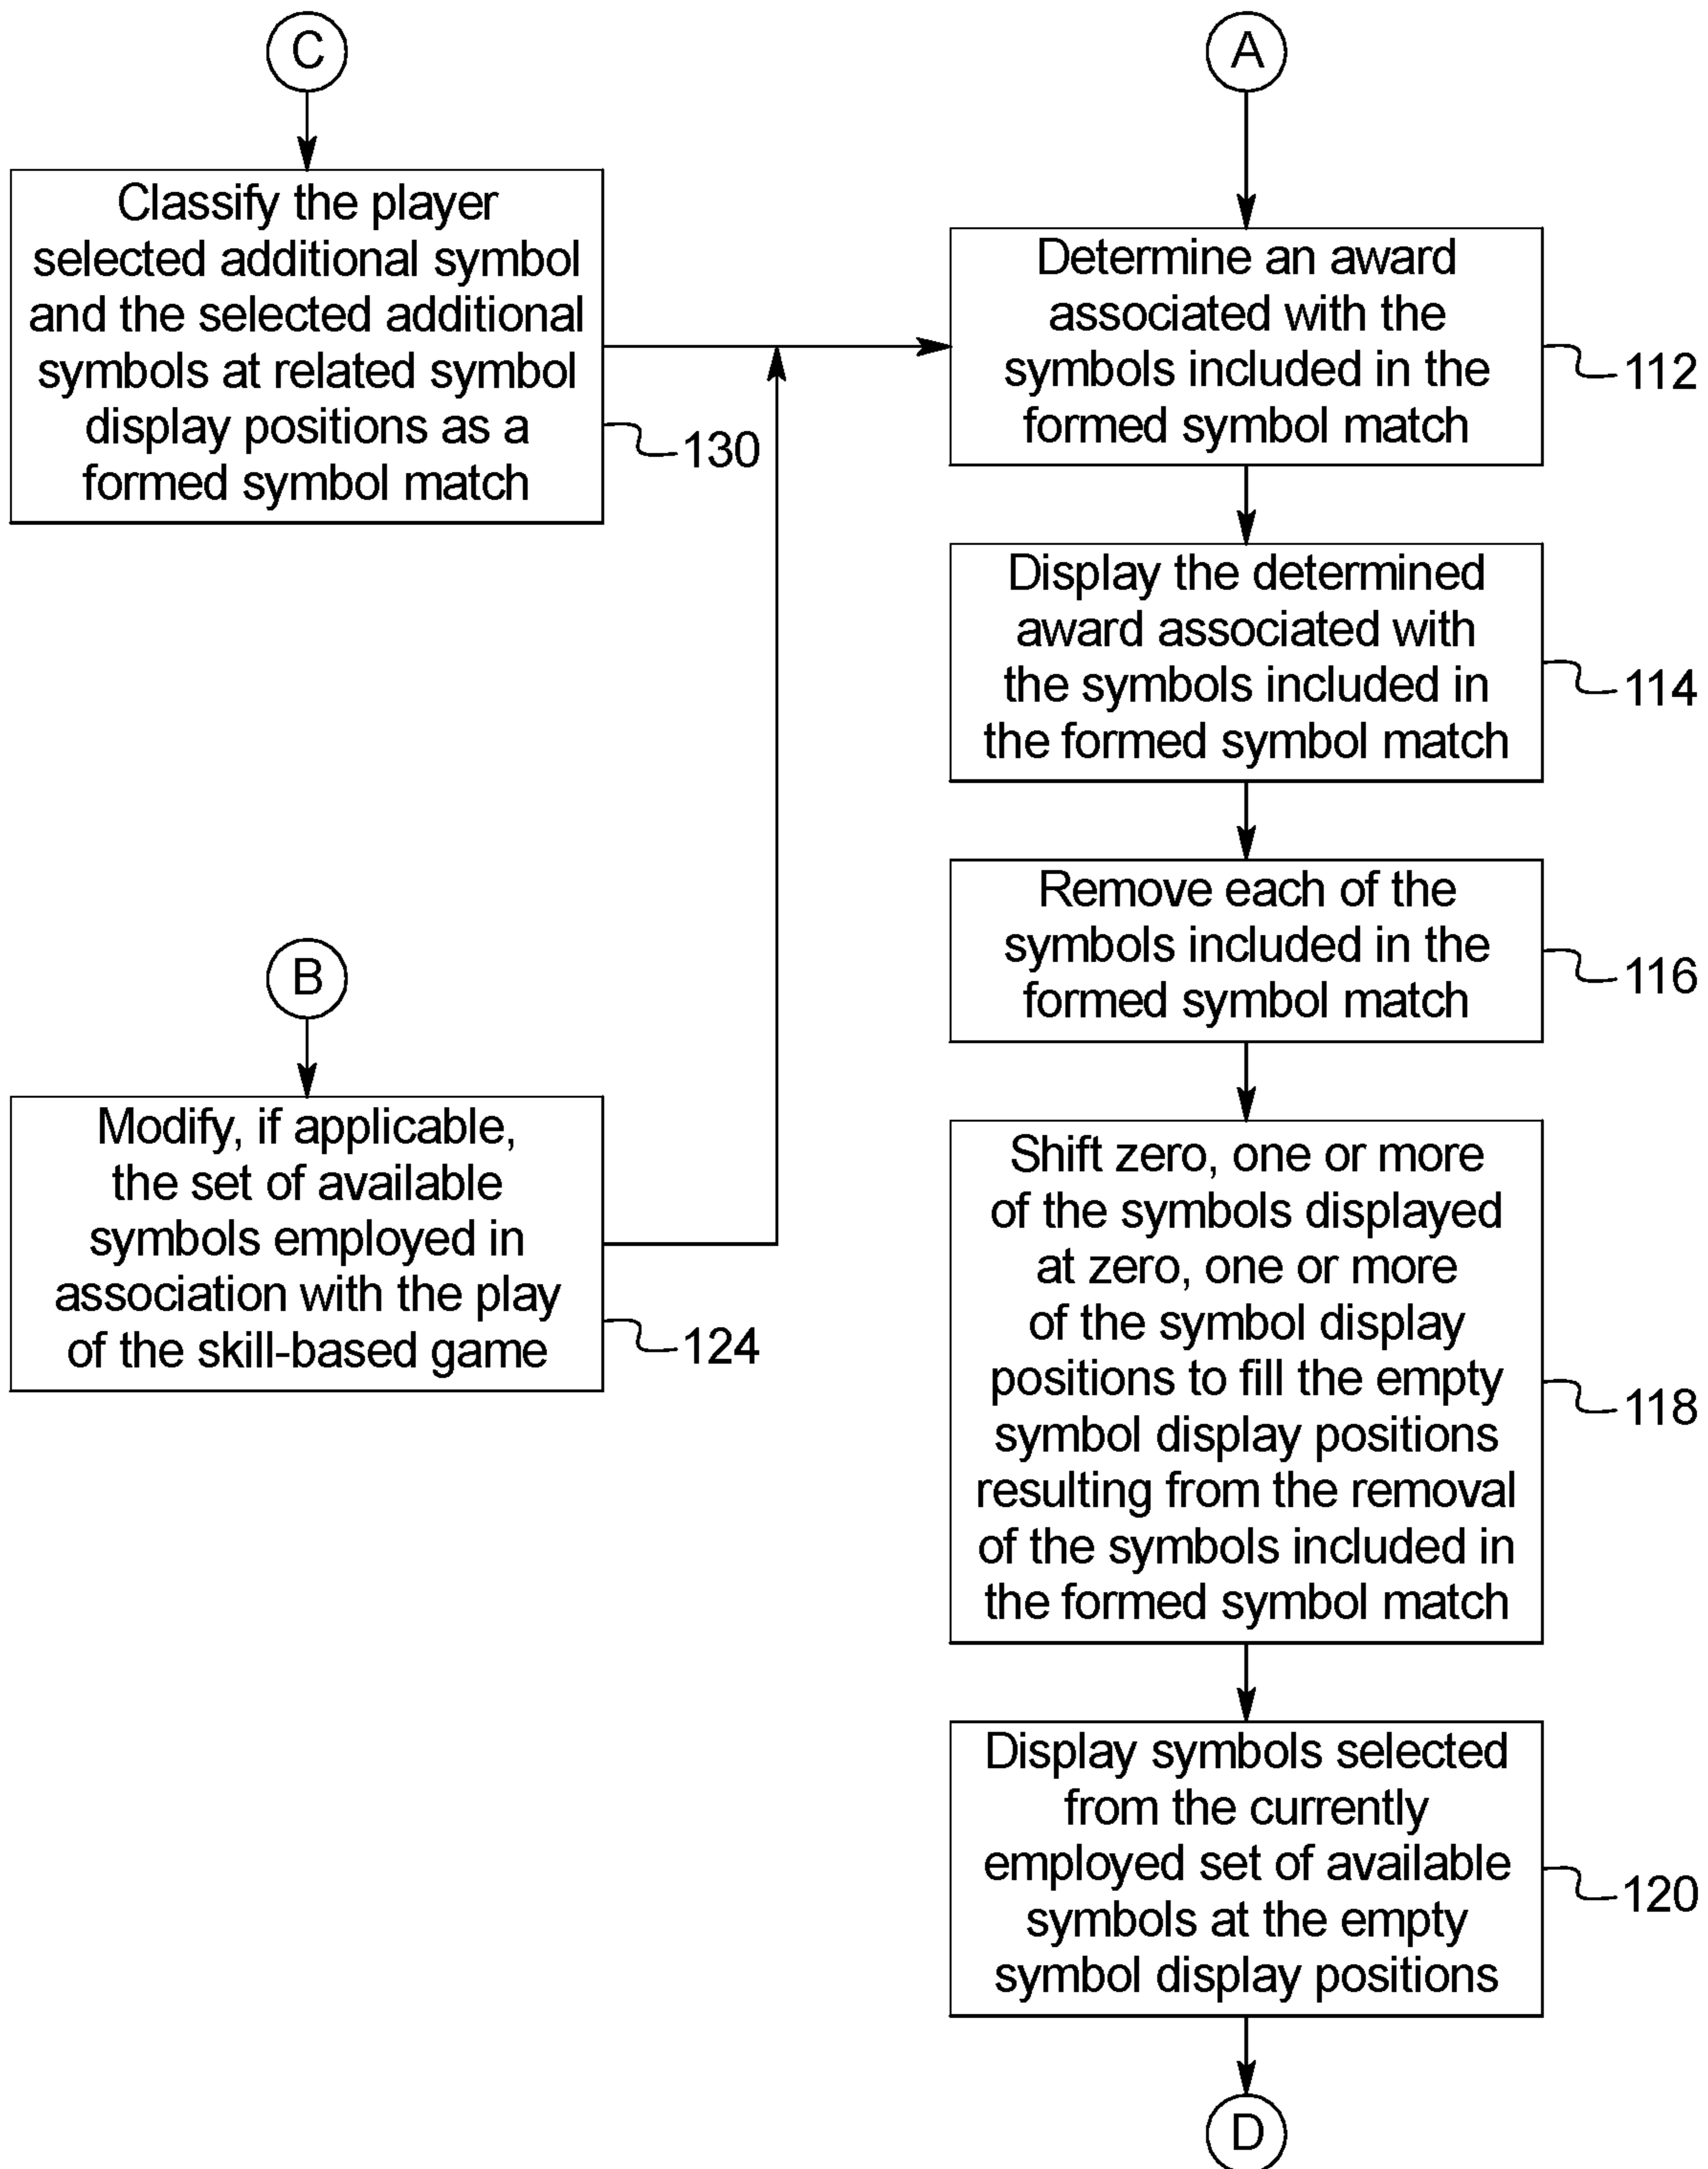 C
Classify the player
selected additional symbol
and the selected additional
symbols at related symbol
display positions as a
formed symbol match
130
B
Modify, if applicable,
the set of available
symbols employed in
association with the play
of the skill-based game
124
A
Determine an award
associated with the
symbols included in the
formed symbol match
112
Display the determined
award associated with
the symbols included in
the formed symbol match
114
Remove each of the
symbols included in the
formed symbol match
116
Shift zero, one or more
of the symbols displayed
at zero, one or more
of the symbol display
positions to fill the empty
symbol display positions
resulting from the removal
of the symbols included in
the formed symbol match
118
Display symbols selected
from the currently
employed set of available
symbols at the empty
symbol display positions
120
D